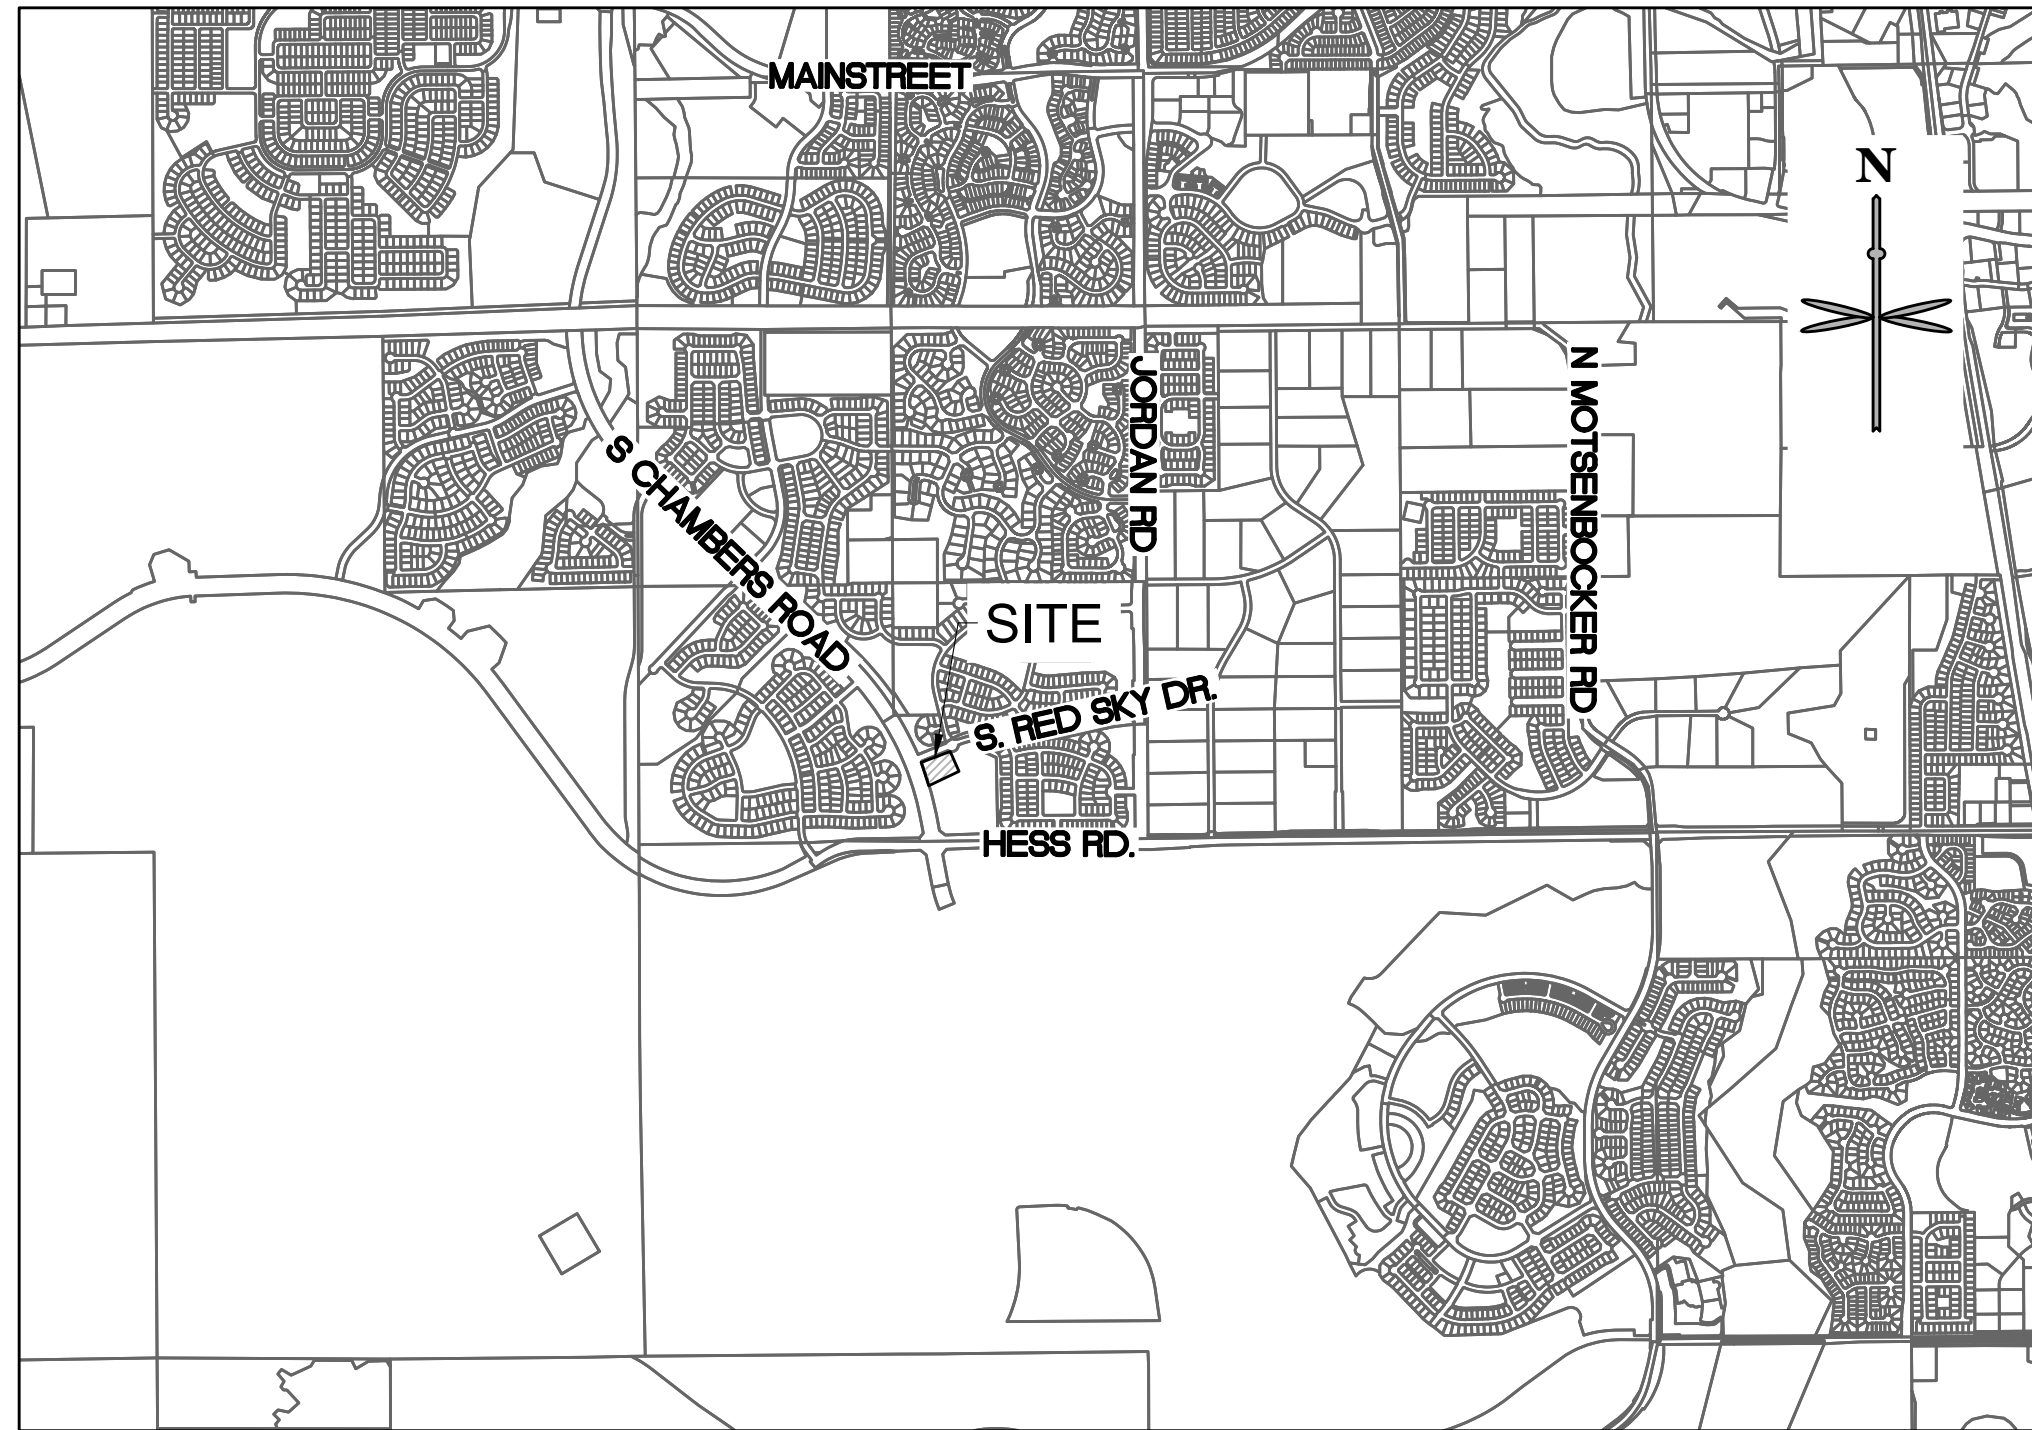 MAINSTREET
N
JORDAN RD
N MOTSENBOCKER RD
S CHAMBERS ROAD
SITE
S. RED SKY DR.
HESS RD.